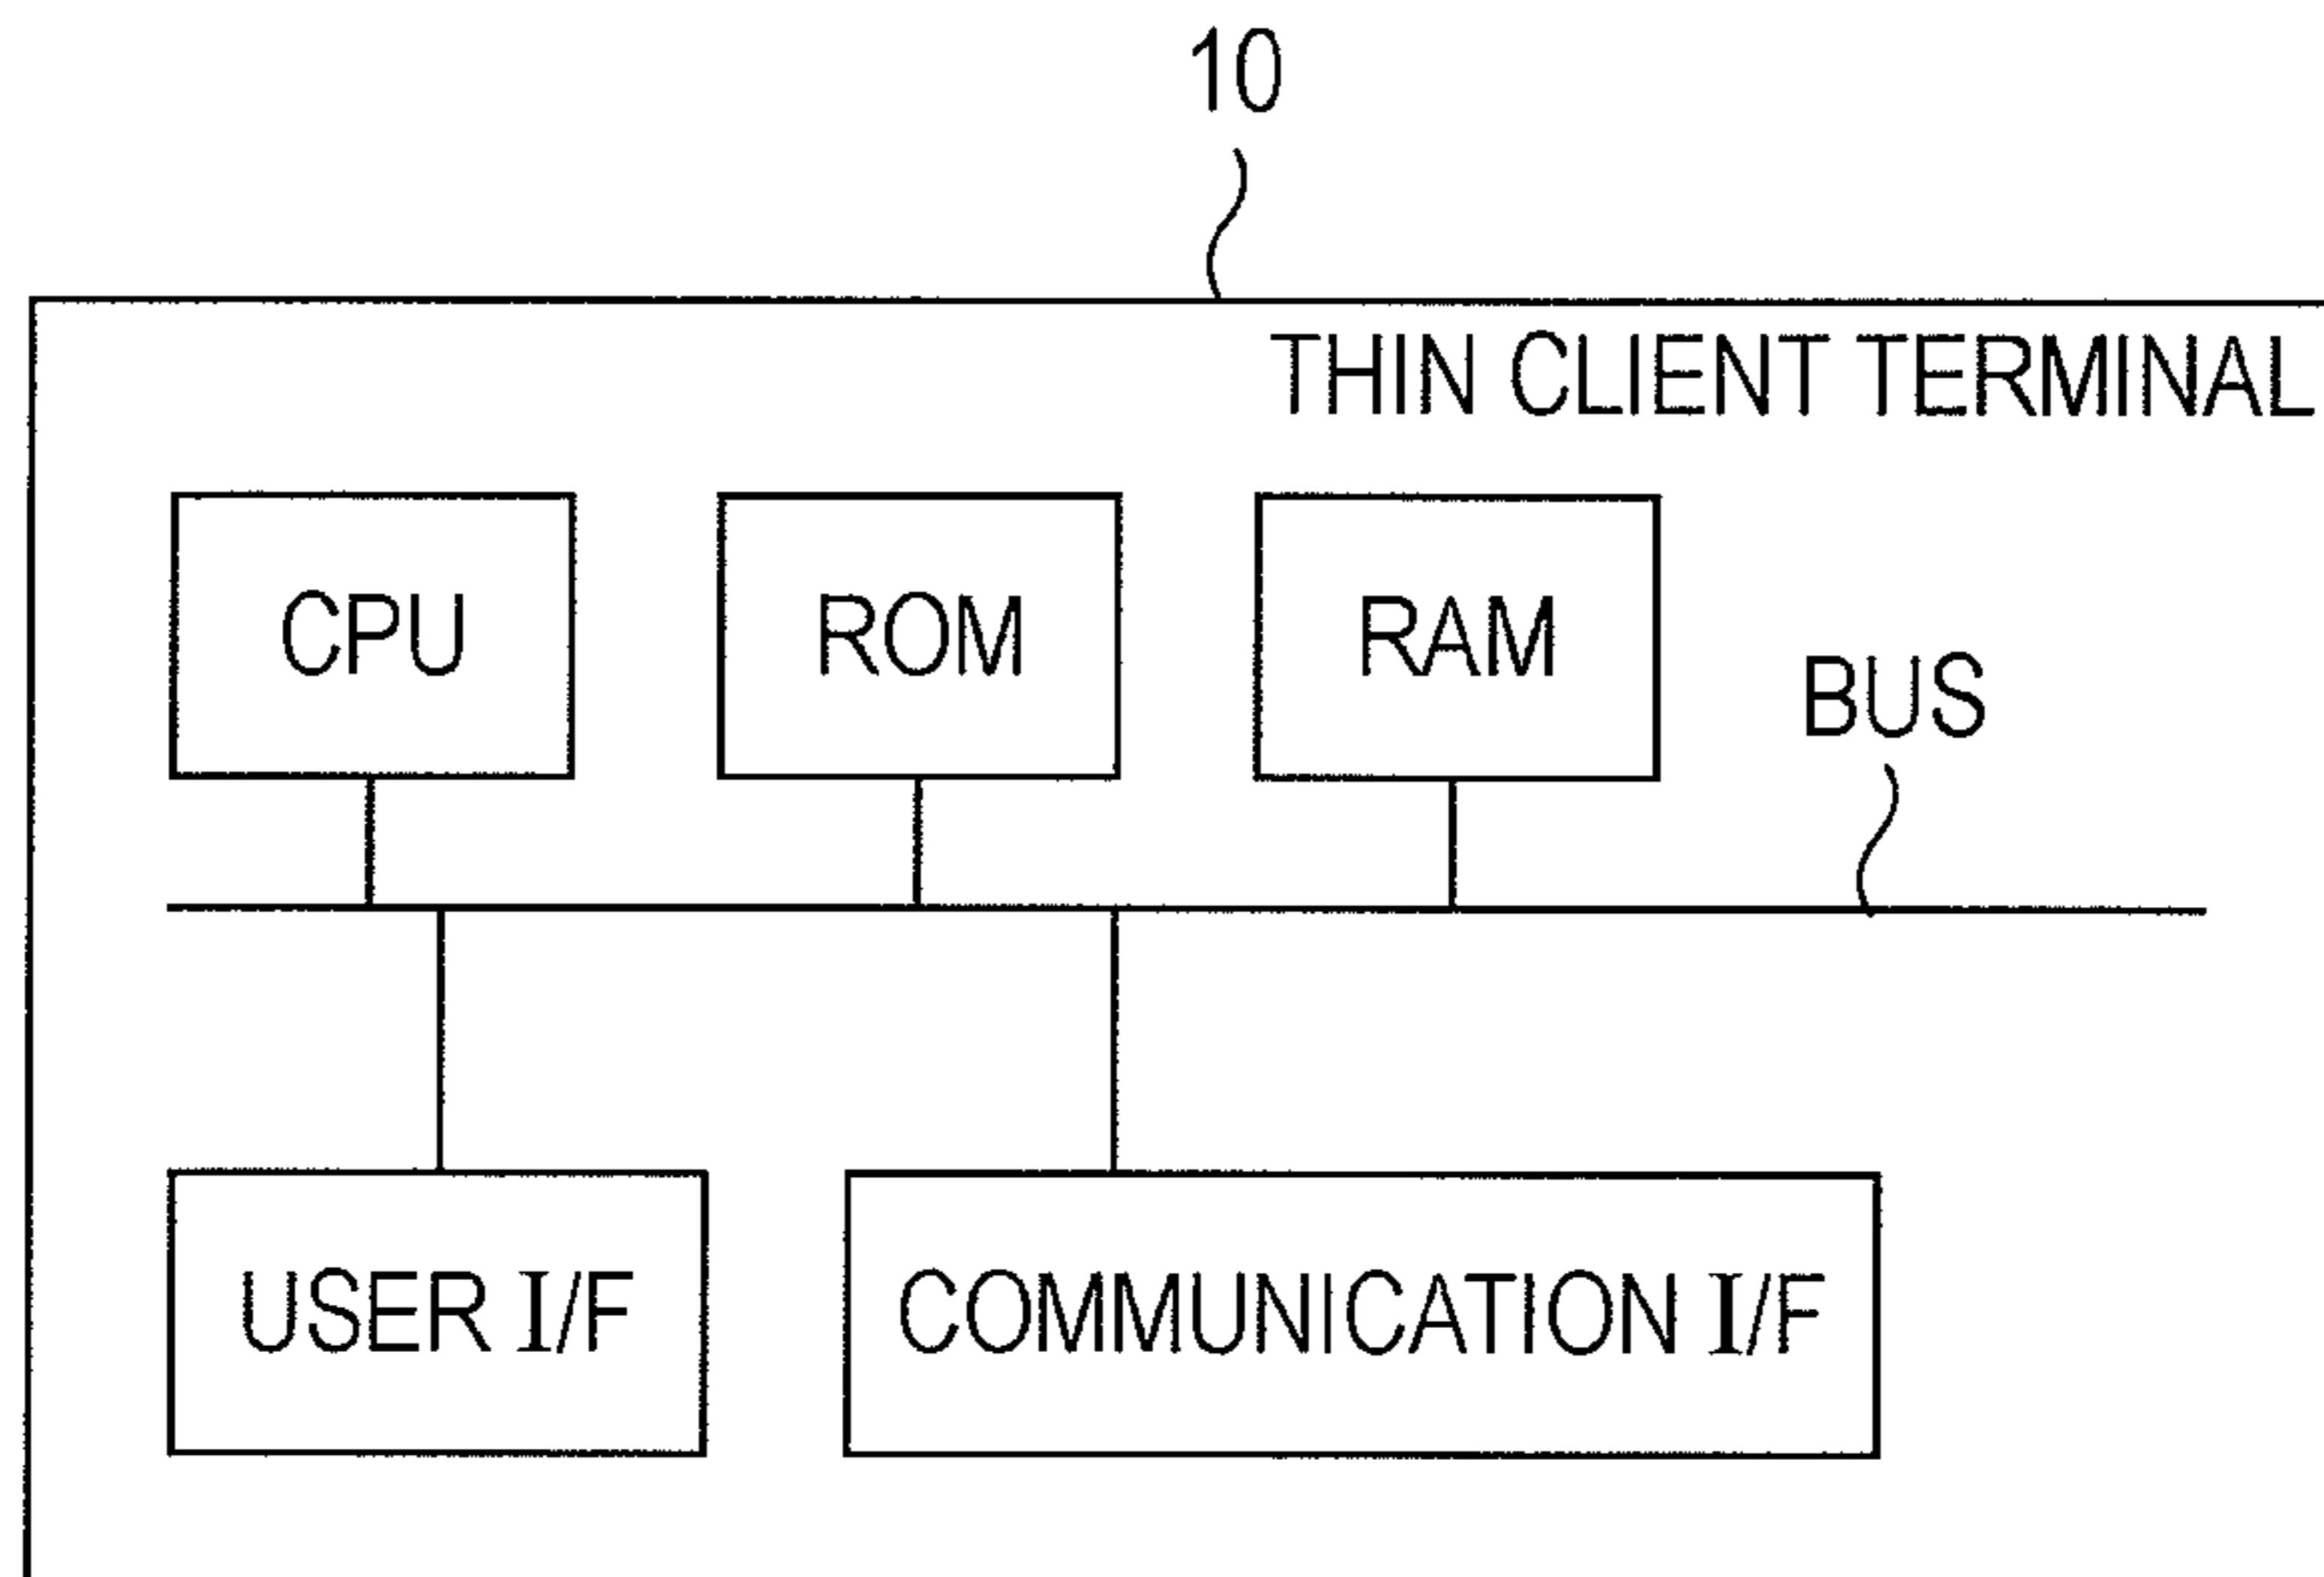 10
THIN CLIENT TERMINAL
CPU
ROM
RAM
BUS
USER I/F
COMMUNICATION I/F